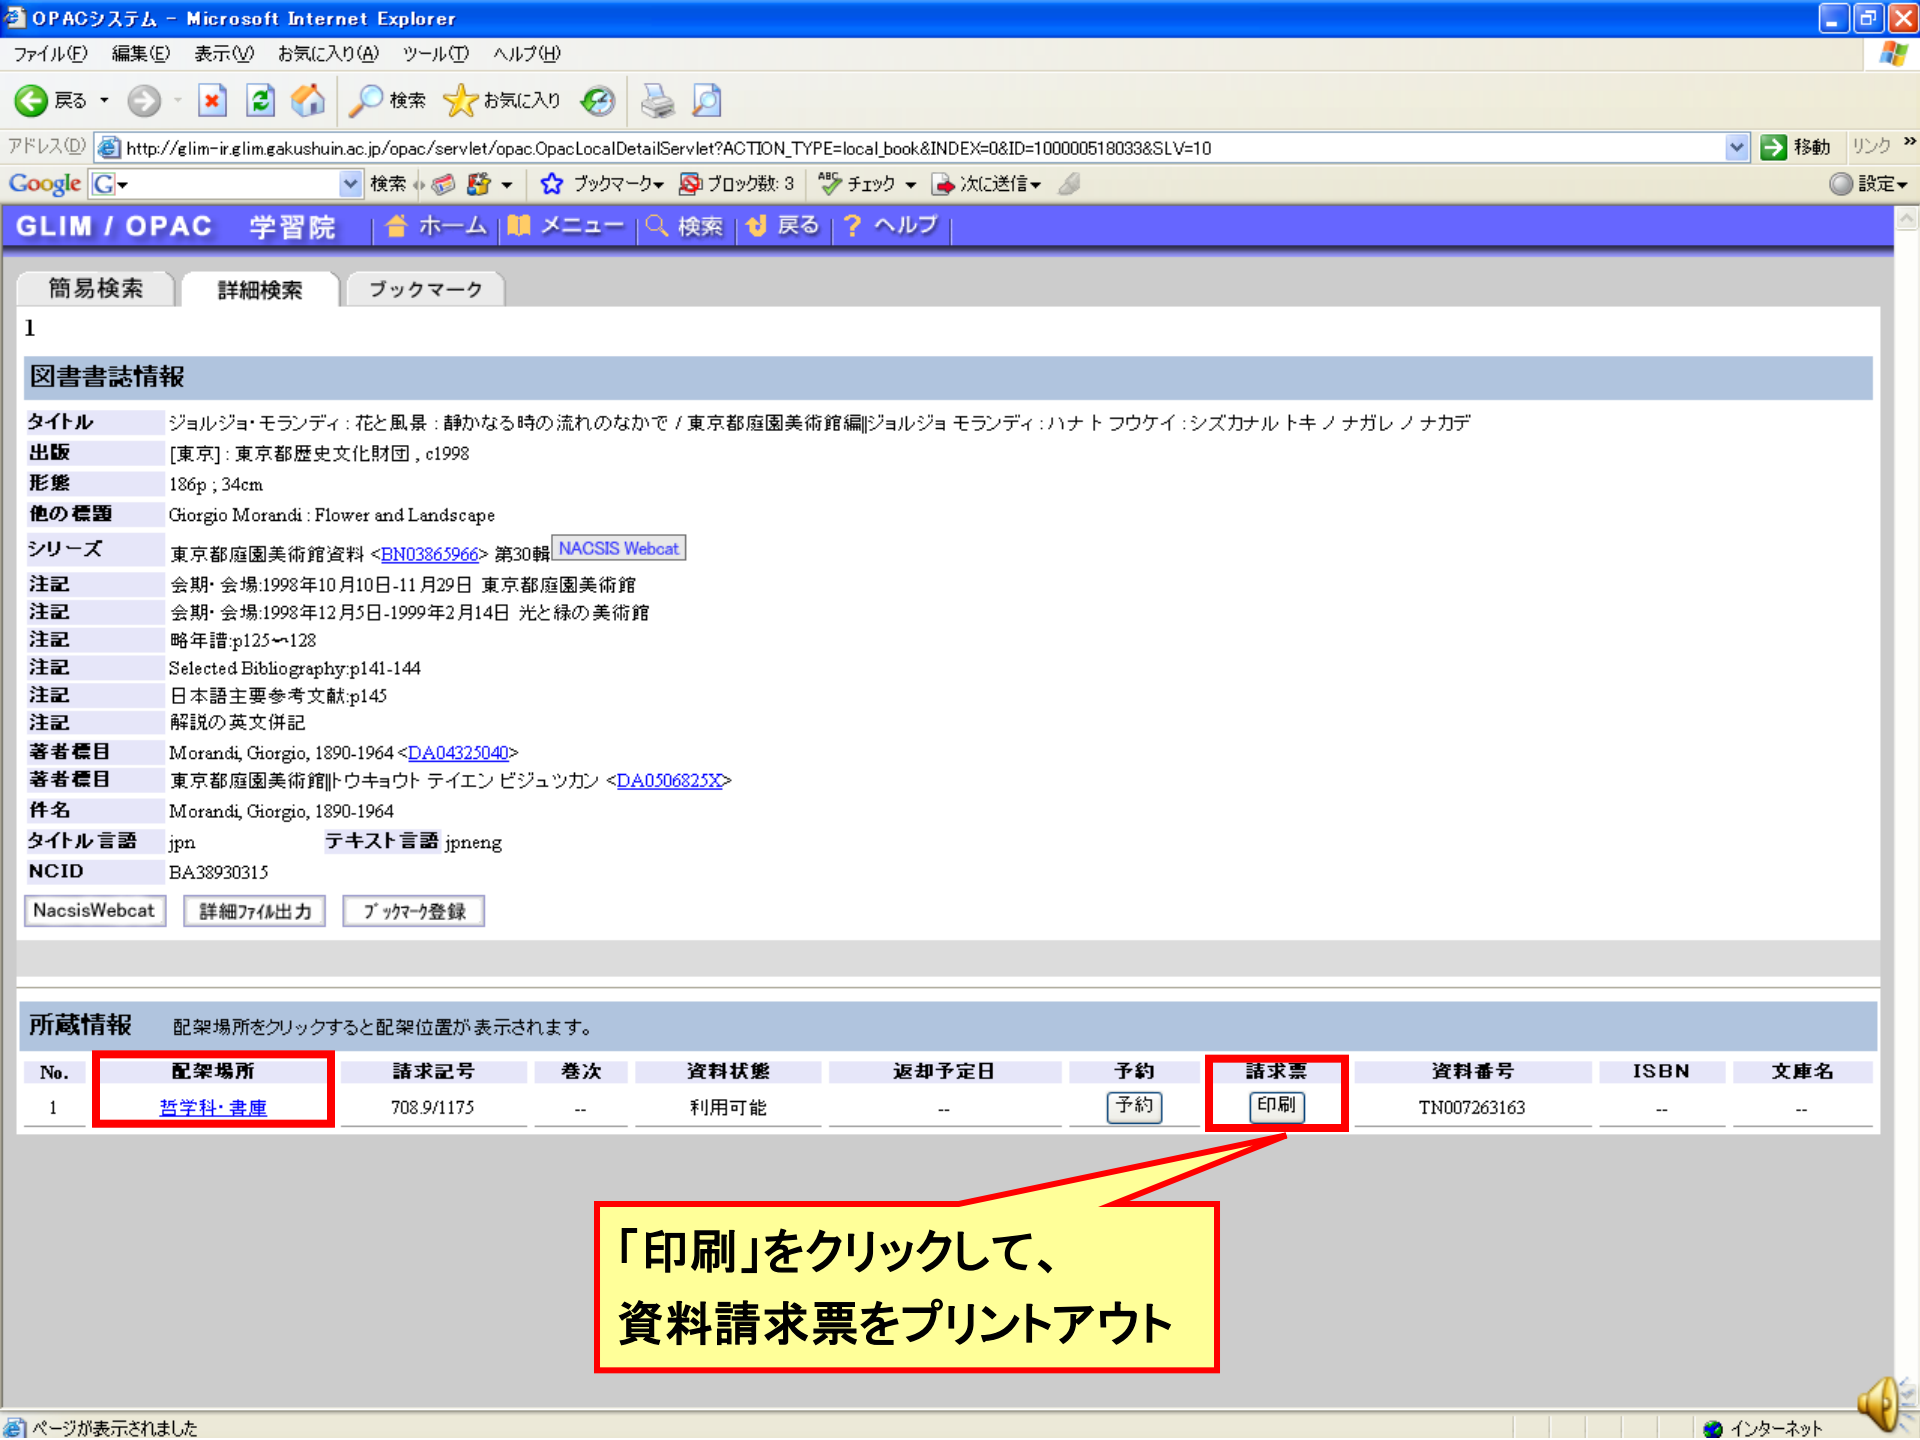 OPACシステム - Microsoft Internet Explorer
ファイル(F) 編集(E) 表示(V) お気に入り(A) ツール(T) ヘルプ(H)
戻る 検索 お気に入り
アドレス(D) http://glim-ir.glim.gakushuin.ac.jp/opac/servlet/opac.OpacLocalDetailServlet?ACTION_TYPE=local_book&INDEX=0&ID=100000518033&SLV=10 移動 リンク »
Google G 検索 ブックマーク ブロック数: 3 ABC チェック 次に送信 設定
GLIM / OPAC 学習院 | ホーム | メニュー | 検索 | 戻る | ? ヘルプ |
簡易検索 詳細検索 ブックマーク
1
図書書誌情報
タイトル ジョルジョ・モランディ : 花と風景 : 静かなる時の流れのなかで / 東京都庭園美術館編||ジョルジョ モランディ : ハナ ト フウケイ : シズカナル トキ ノ ナガレ ノ ナカデ
出版 [東京] : 東京都歴史文化財団 , c1998
形態 186p ; 34cm
他の標題 Giorgio Morandi : Flower and Landscape
シリーズ 東京都庭園美術館資料 <BN03865966> 第30輯 NACSIS Webcat
注記 会期・会場:1998年10月10日-11月29日 東京都庭園美術館
注記 会期・会場:1998年12月5日-1999年2月14日 光と緑の美術館
注記 略年譜:p125〜128
注記 Selected Bibliography:p141-144
注記 日本語主要参考文献:p145
注記 解説の英文併記
著者標目 Morandi, Giorgio, 1890-1964 <DA04325040>
著者標目 東京都庭園美術館||トウキョウト テイエン ビジュツカン <DA0506825X>
件名 Morandi, Giorgio, 1890-1964
タイトル言語 jpn テキスト言語 jpneng
NCID BA38930315
NacsisWebcat 詳細ファイル出力 ブックマーク登録
所蔵情報 配架場所をクリックすると配架位置が表示されます。
No. 配架場所 請求記号 巻次 資料状態 返却予定日 予約 請求票 資料番号 ISBN 文庫名
1 哲学科・書庫 708.9/1175 -- 利用可能 -- 予約 印刷 TN007263163 -- --
「印刷」をクリックして、
資料請求票をプリントアウト
ページが表示されました インターネット